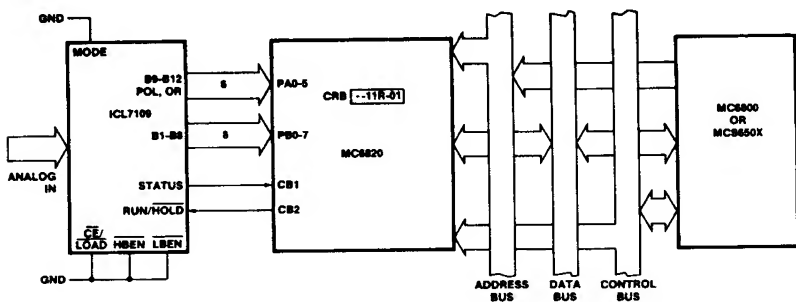 GND
MODE
B9-B12
POL, OR
6
PA0-5
ICL7109
B1-B8
8
PB0-7
CRB --11R-01
MC6820
ANALOG
IN
STATUS
CB1
RUN/HOLD
CB2
CE/
LOAD HBEN LBEN
GND
MC6800
OR
MCS650X
ADDRESS
BUS
DATA
BUS
CONTROL
BUS